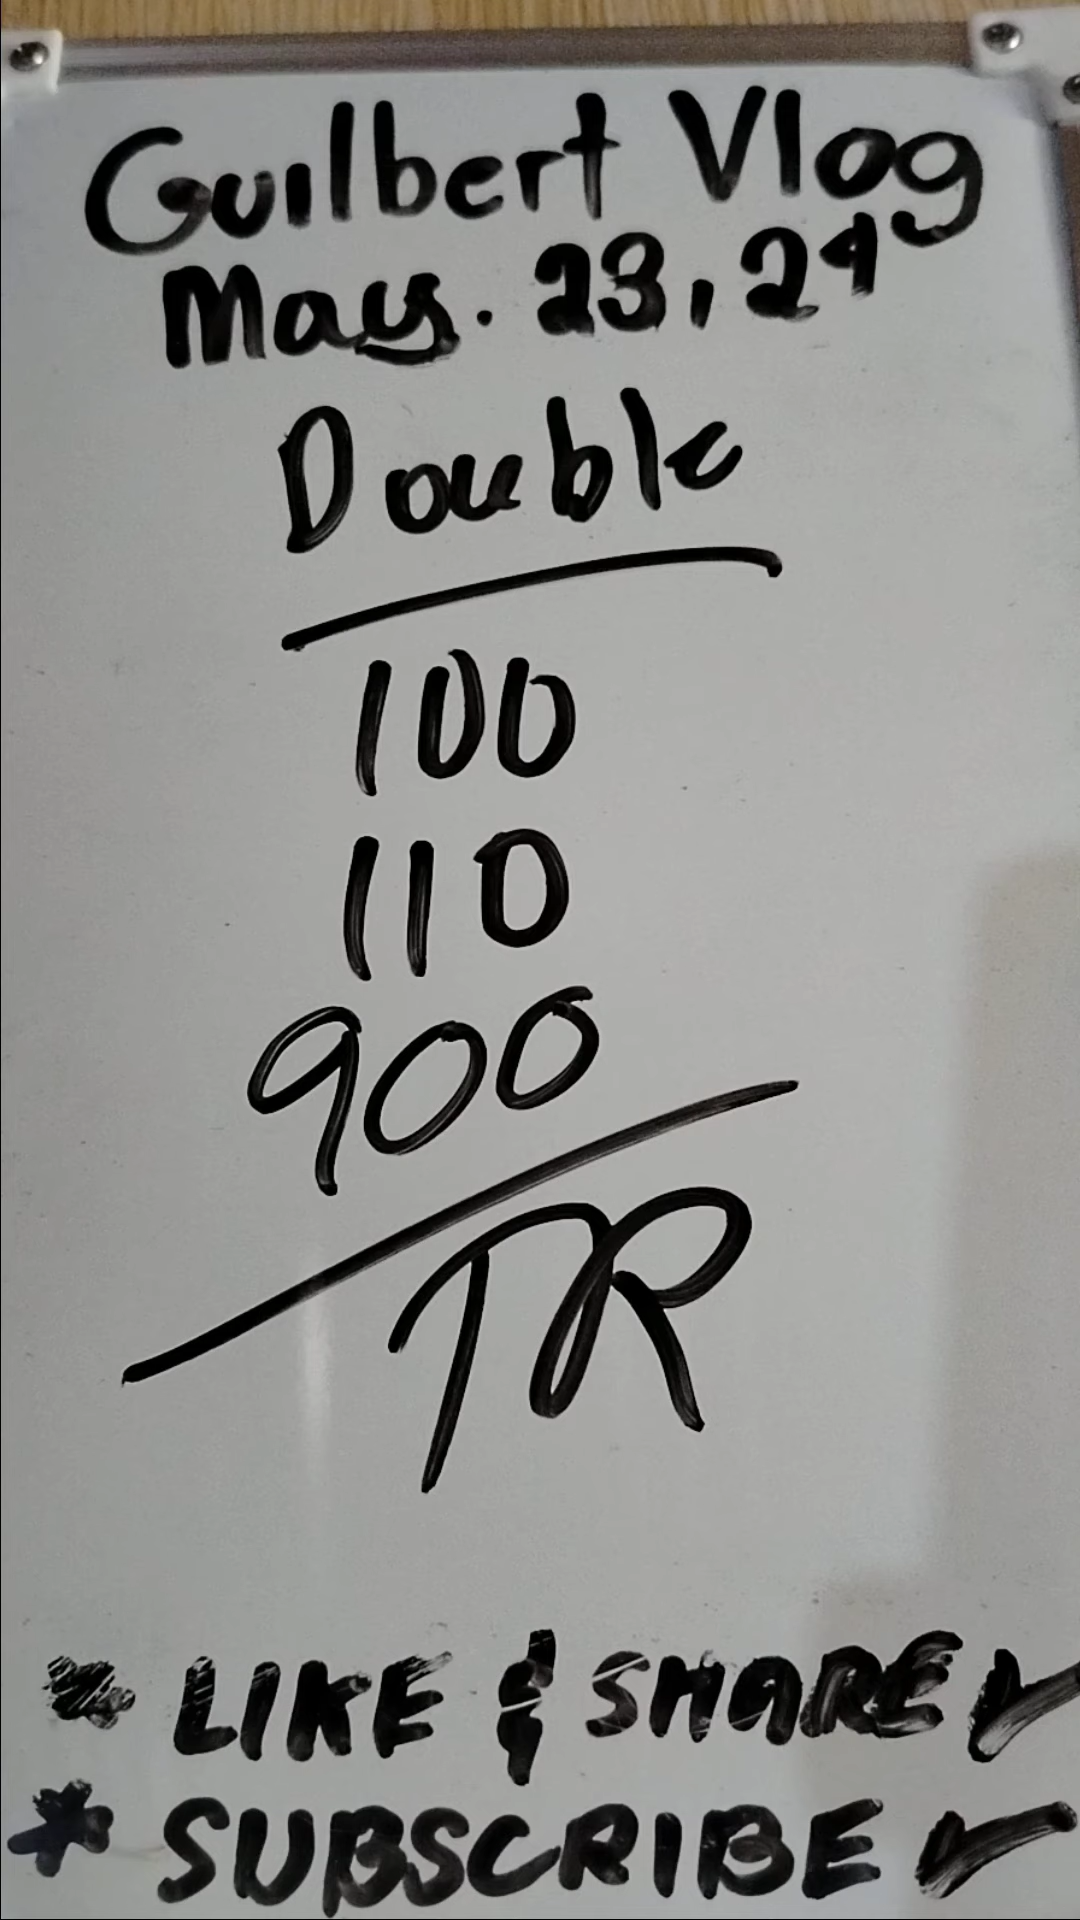 Guilbert Vlog
May. 23, 24
Double
100
110
900
TR
* LIKE & SHARE ✓
* SUBSCRIBE ✓